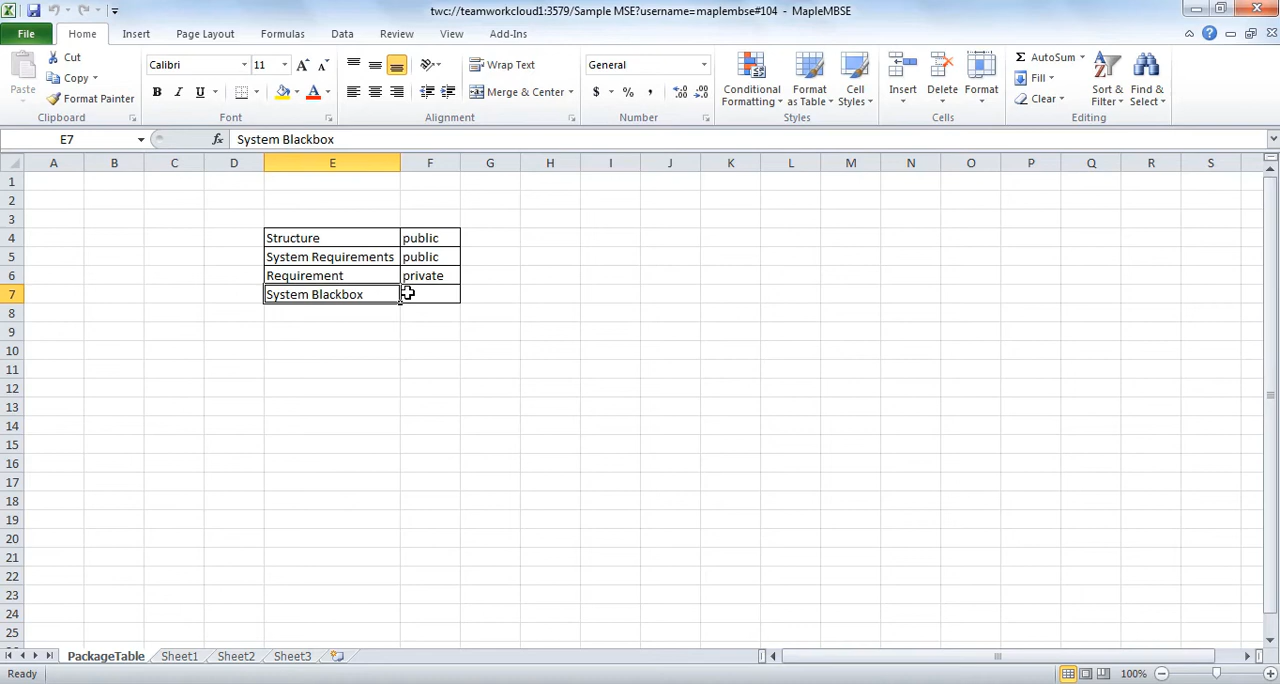 twc://teamworkcloud1:3579/Sample MSE?username=maplembse#104 - MapleMBSE
File Home Insert Page Layout Formulas Data Review View Add-Ins
Cut
Copy
Format Painter
Paste
Clipboard
Calibri 11
B I U
Font
Wrap Text
Merge & Center
Alignment
General
$ % , .0 .00 .00 .0
Number
Conditional Formatting
Format as Table
Cell Styles
Styles
Insert Delete Format
Cells
Σ AutoSum
Fill
Clear
Sort & Filter
Find & Select
Editing
E7 fx System Blackbox
A B C D E F G H I J K L M N O P Q R S
1
2
3
4 Structure public
5 System Requirements public
6 Requirement private
7 System Blackbox
8
9
10
11
12
13
14
15
16
17
18
19
20
21
22
23
24
25
PackageTable Sheet1 Sheet2 Sheet3
Ready 100%